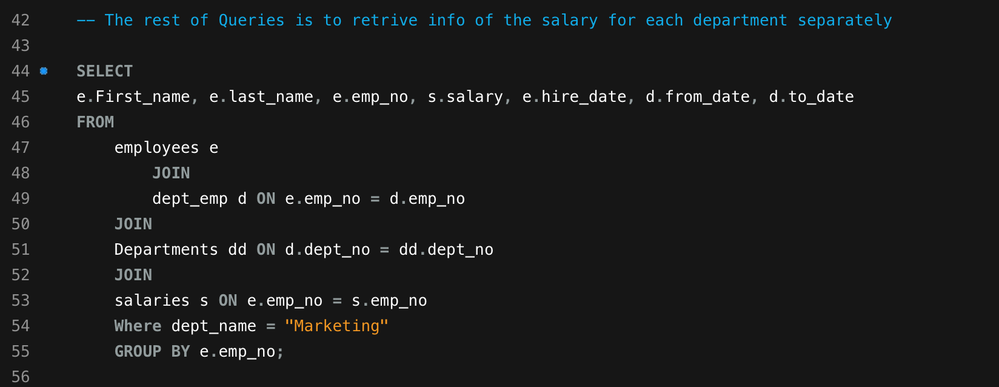 42 -- The rest of Queries is to retrive info of the salary for each department separately
43
44 SELECT
45 e.First_name, e.last_name, e.emp_no, s.salary, e.hire_date, d.from_date, d.to_date
46 FROM
47 employees e
48 JOIN
49 dept_emp d ON e.emp_no = d.emp_no
50 JOIN
51 Departments dd ON d.dept_no = dd.dept_no
52 JOIN
53 salaries s ON e.emp_no = s.emp_no
54 Where dept_name = "Marketing"
55 GROUP BY e.emp_no;
56